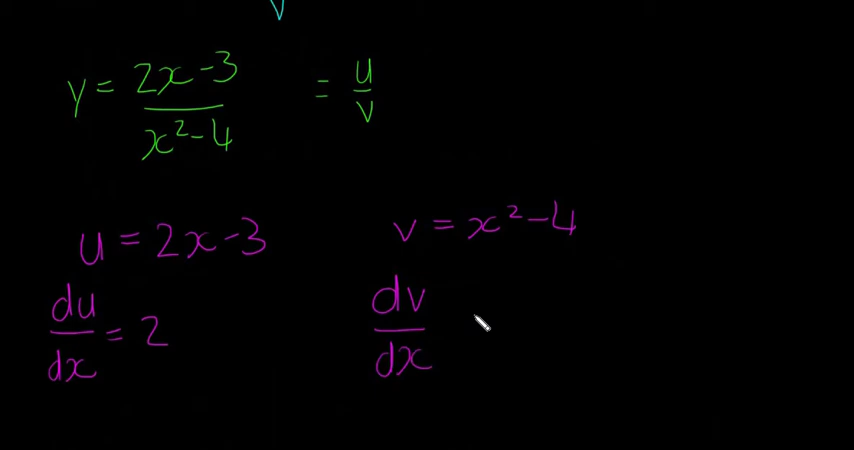 v
y = 2x - 3 / x² - 4 = u / v
u = 2x - 3 v = x² - 4
du/dx = 2 dv/dx